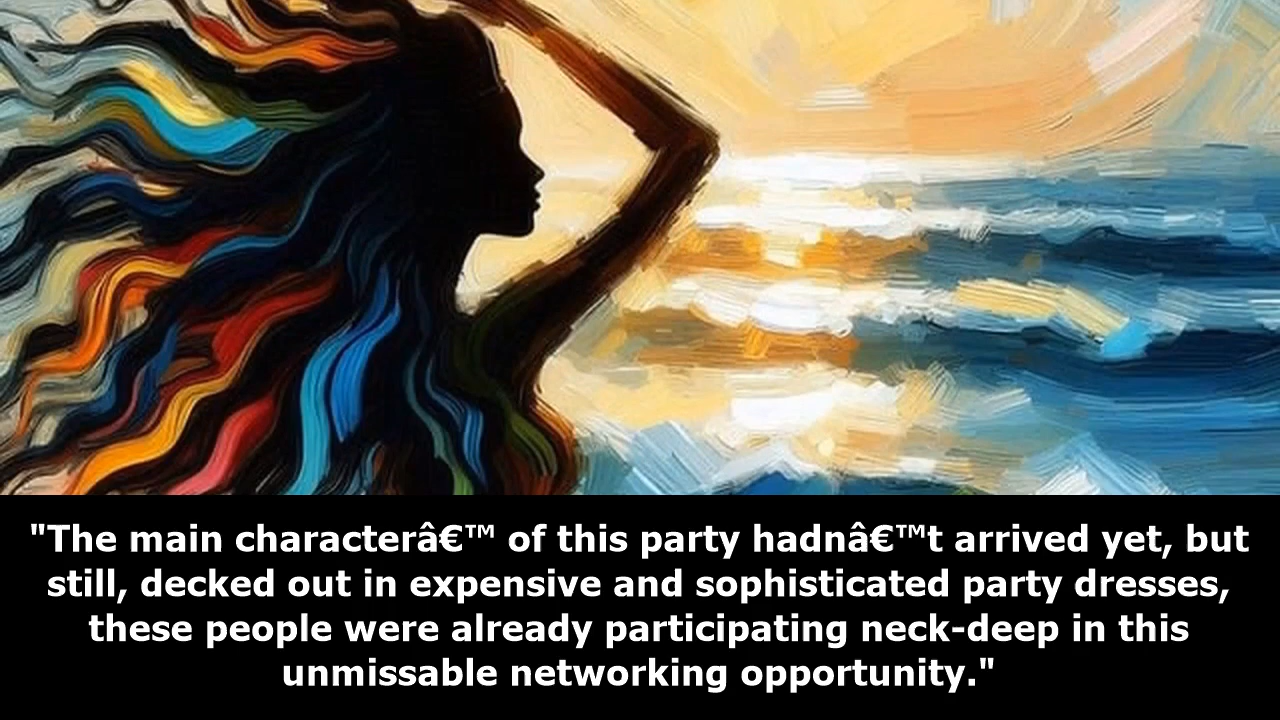 "The main characterâ€™ of this party hadnâ€™t arrived yet, but
still, decked out in expensive and sophisticated party dresses,
these people were already participating neck-deep in this
unmissable networking opportunity."